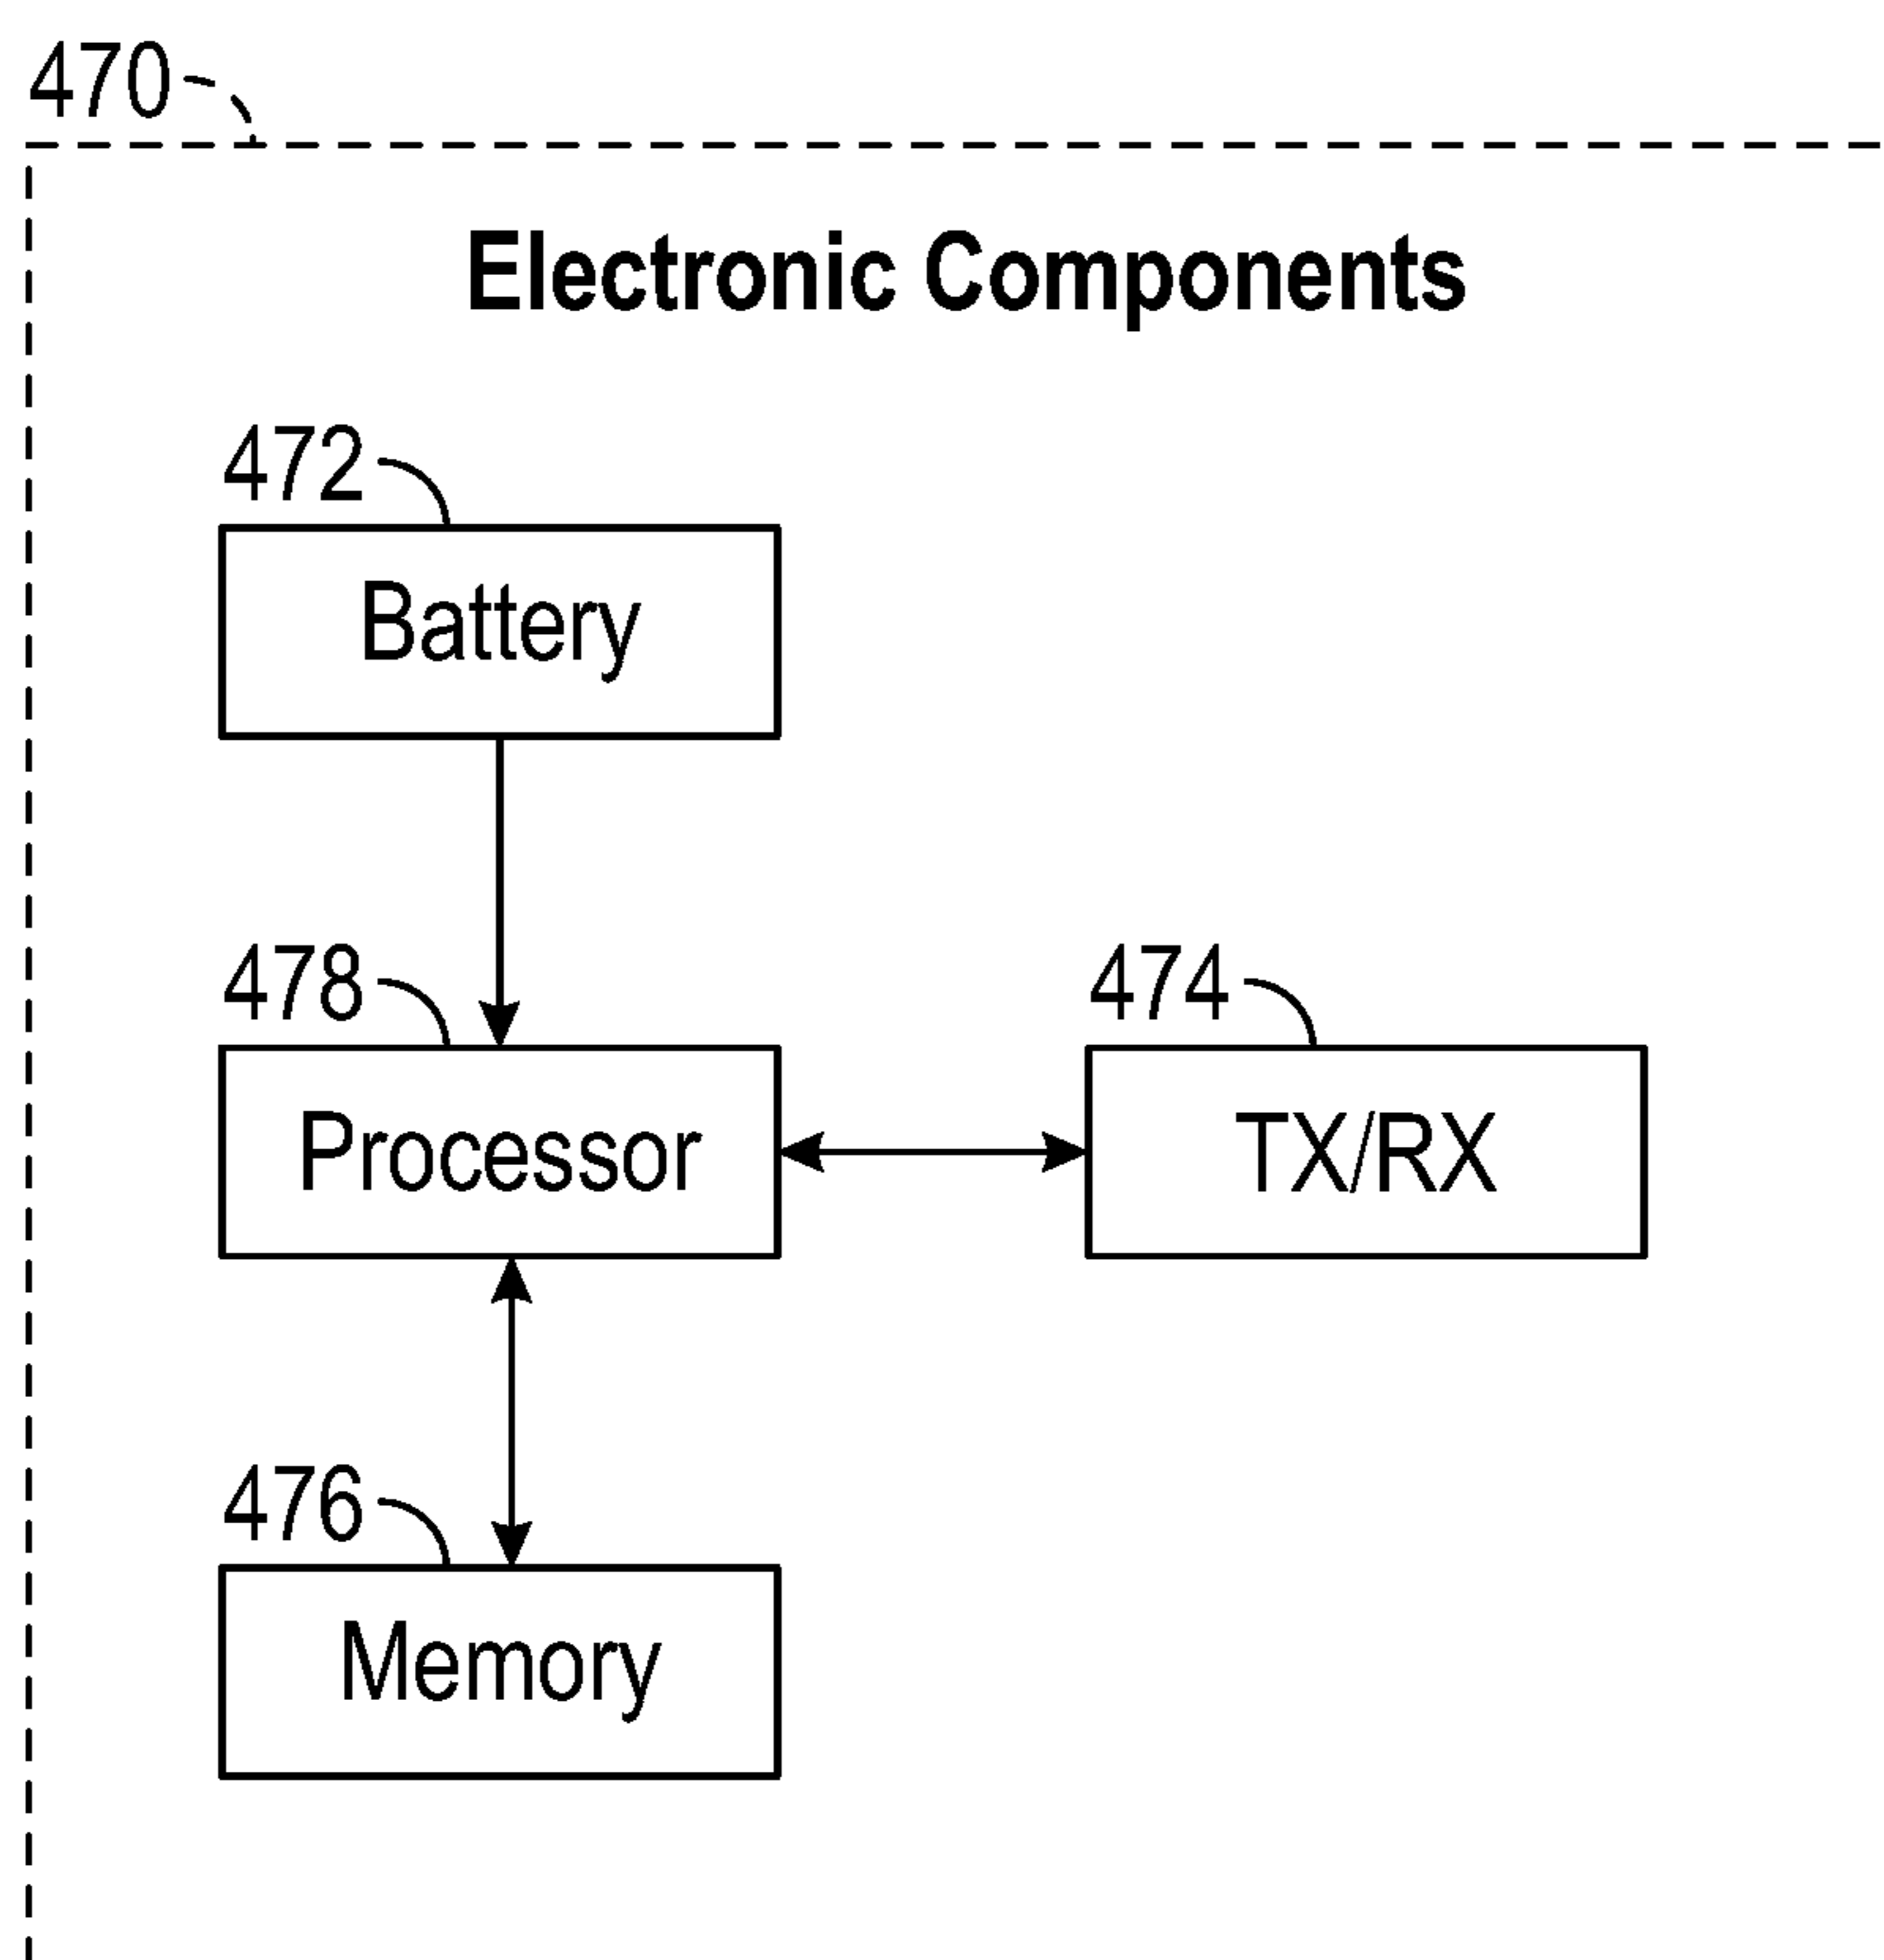 470
Electronic Components
472
Battery
478
474
Processor
TX/RX
476
Memory